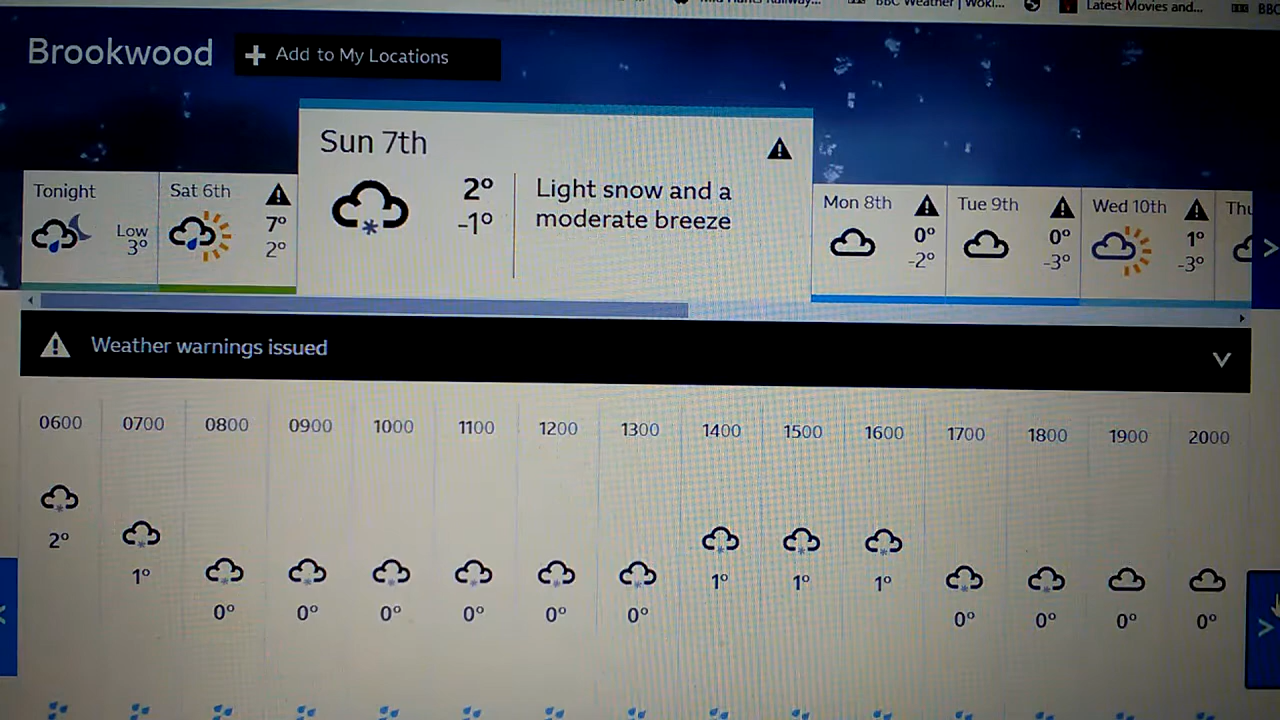 BBC Weather | Woki...
Latest Movies and...
BBC
Brookwood
+ Add to My Locations
Tonight
Low
3°
Sat 6th
7°
2°
Sun 7th
2°
-1°
Light snow and a
moderate breeze
Mon 8th
0°
-2°
Tue 9th
0°
-3°
Wed 10th
1°
-3°
Thu
Weather warnings issued
0600 0700 0800 0900 1000 1100 1200 1300 1400 1500 1600 1700 1800 1900 2000
2° 1° 0° 0° 0° 0° 0° 0° 1° 1° 1° 0° 0° 0° 0°